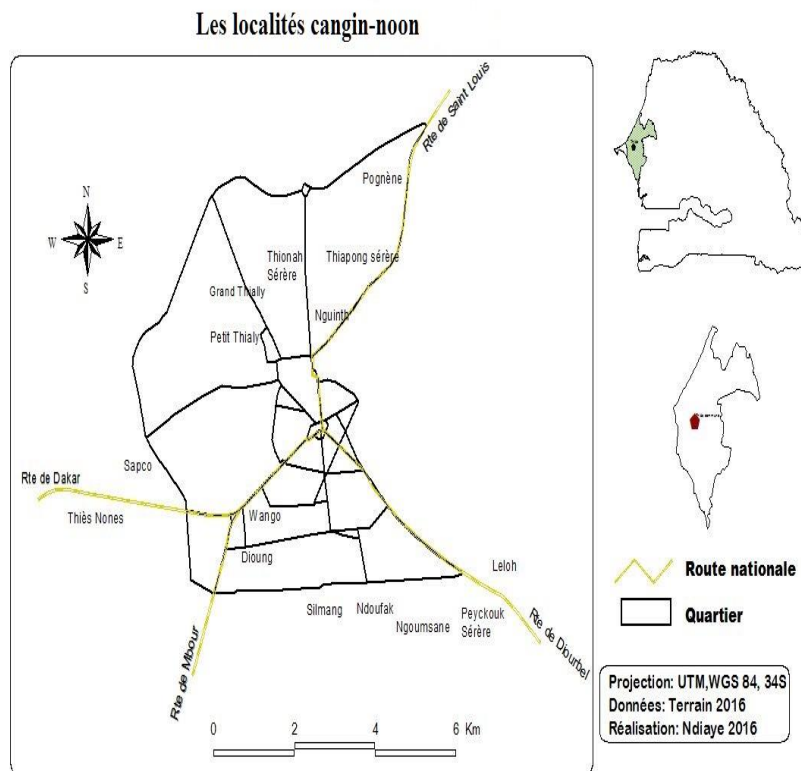 Les localités cangin-noon
Rte de Saint Louis
Pognène
N
W
E
S
Thionah
Sérère
Thiapong sérère
Grand Thially
Nguinth
Petit Thialy
Sapco
Rte de Dakar
Thiès Nones
Wango
Dioung
Leloh
Silmang
Ndoufak
Ngoumsane
Peyckouk
Sérère
Rte de Mbour
Rte de Diourbel
0 2 4 6 Km
Route nationale
Quartier
Projection: UTM,WGS 84, 34S
Données: Terrain 2016
Réalisation: Ndiaye 2016